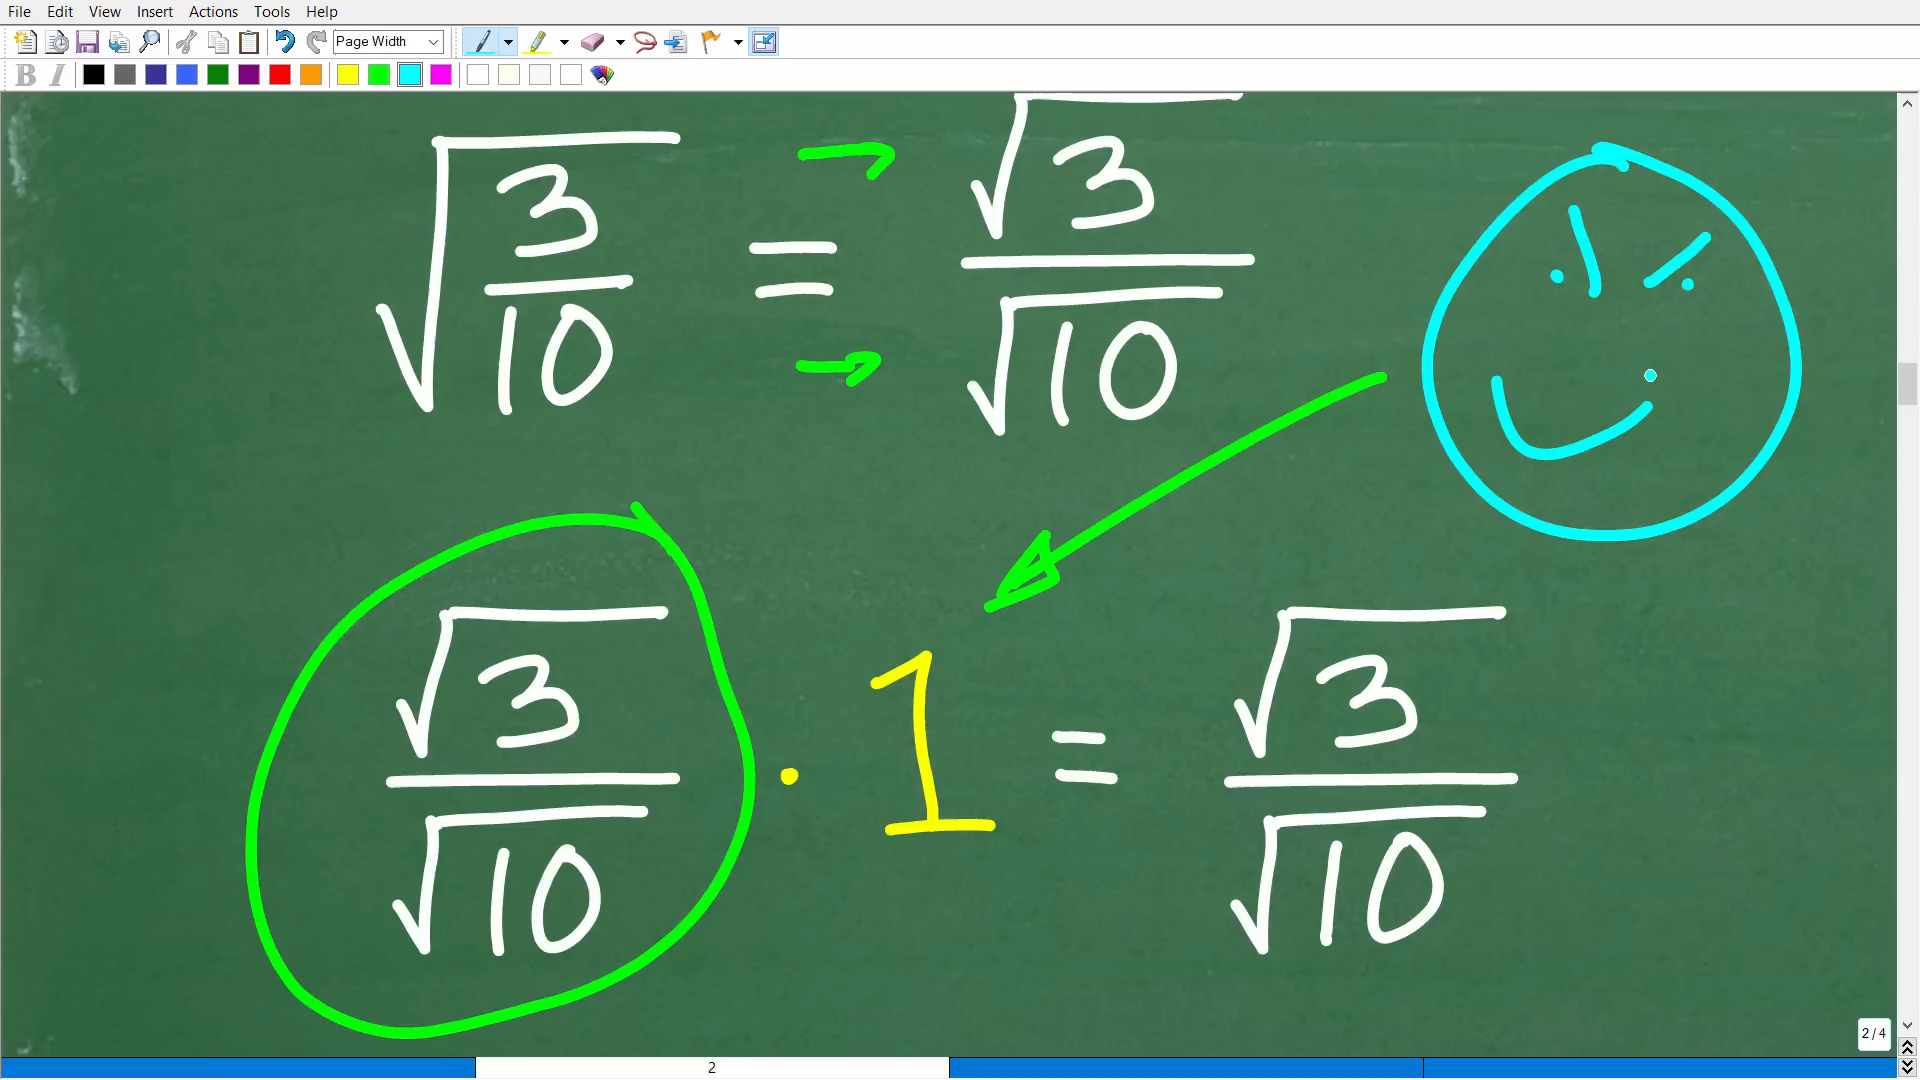 File Edit View Insert Actions Tools Help
Page Width
B I
√(3/10) = √3/√10
√3/√10 · 1 = √3/√10
2 / 4
2